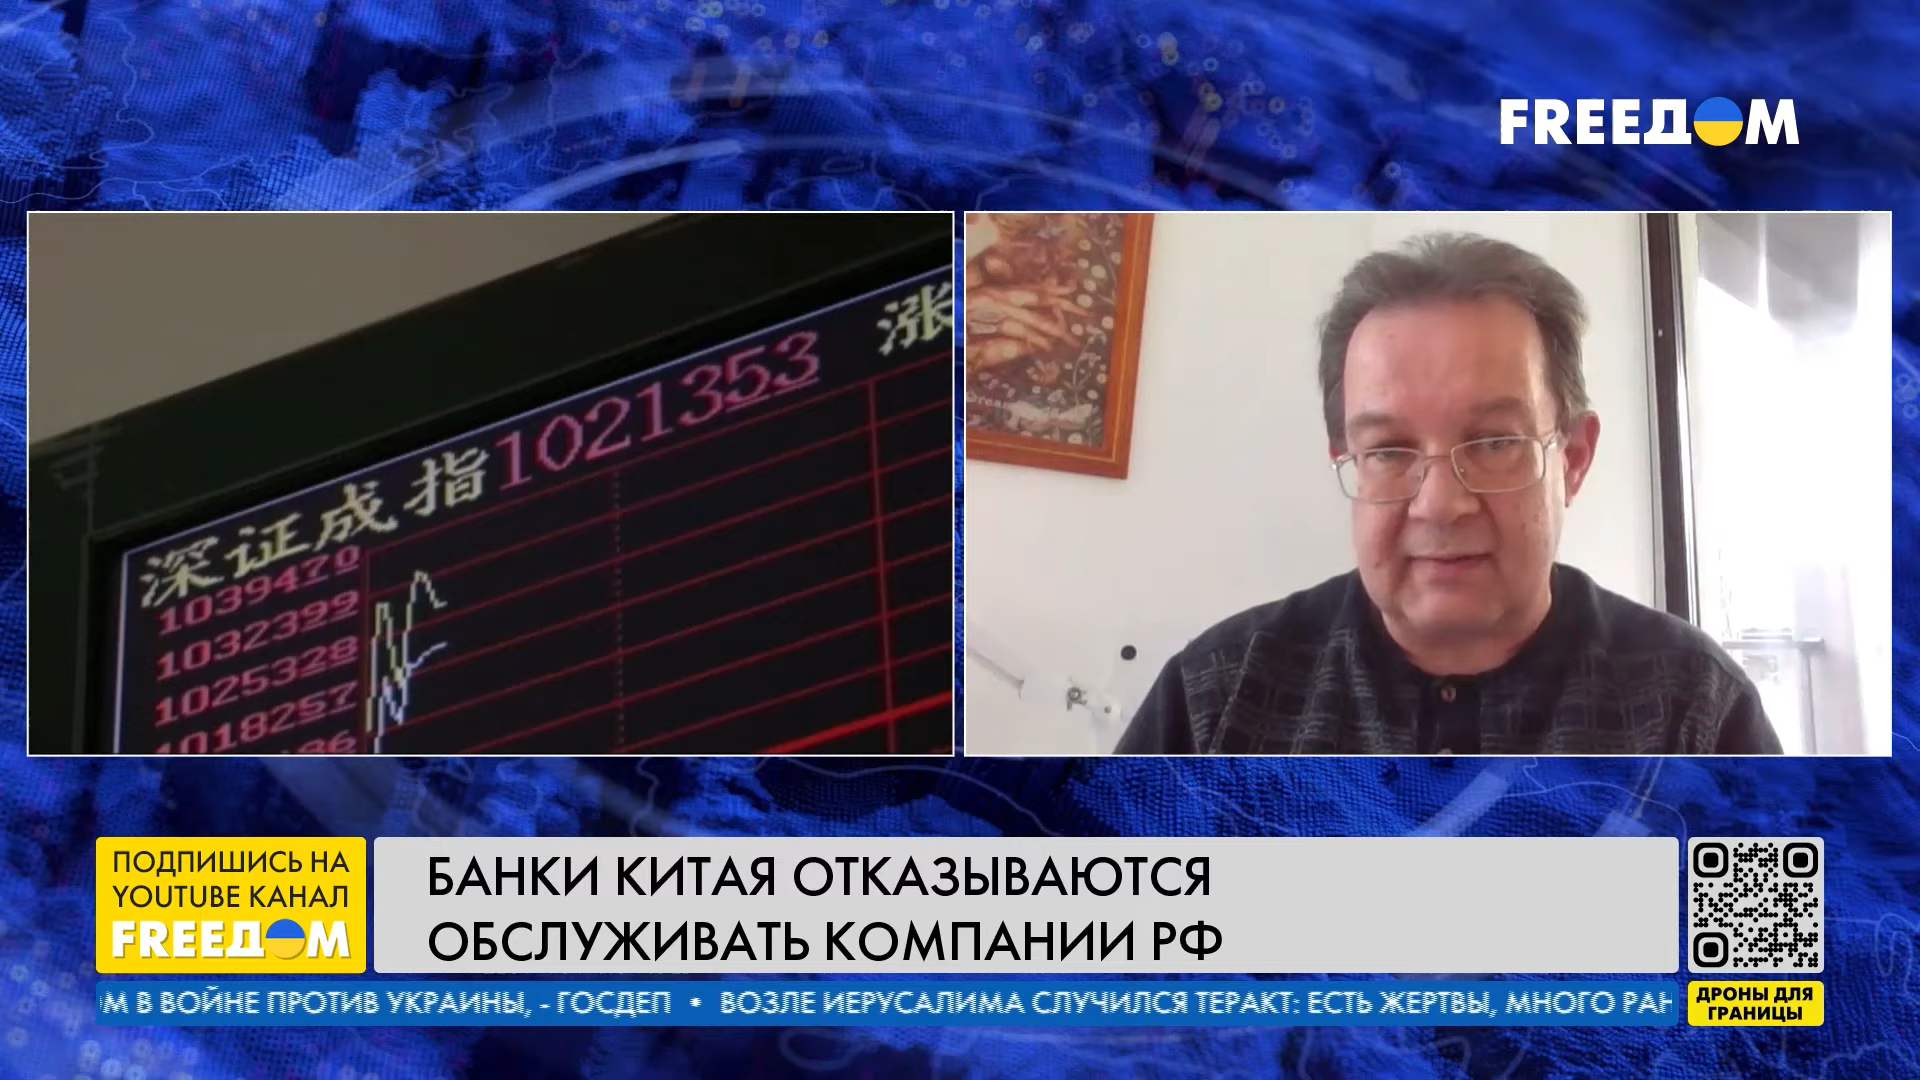 FREEДOM
涨
深证成指1021353
1039470
1032399
1025328
1018257
ПОДПИШИСЬ НА
YOUTUBE КАНАЛ
FREEДOM
БАНКИ КИТАЯ ОТКАЗЫВАЮТСЯ
ОБСЛУЖИВАТЬ КОМПАНИИ РФ
В ВОЙНЕ ПРОТИВ УКРАИНЫ, - ГОСДЕП • ВОЗЛЕ ИЕРУСАЛИМА СЛУЧИЛСЯ ТЕРАКТ: ЕСТЬ ЖЕРТВЫ, МНОГО РАН
ДРОНЫ ДЛЯ
ГРАНИЦЫ